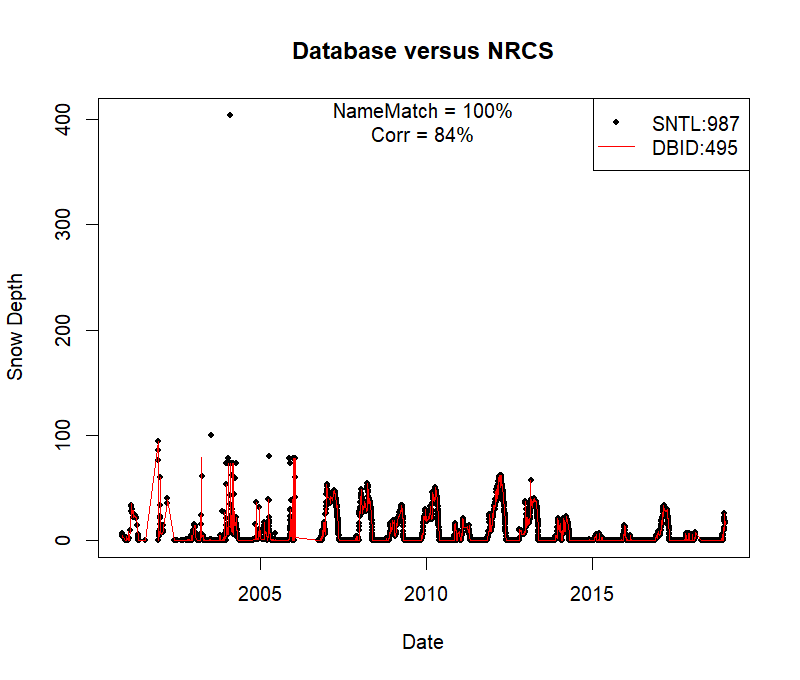 Database versus NRCS
NameMatch = 100%
Corr = 84%
SNTL:987
DBID:495
Snow Depth
400
300
200
100
0
2005 2010 2015
Date